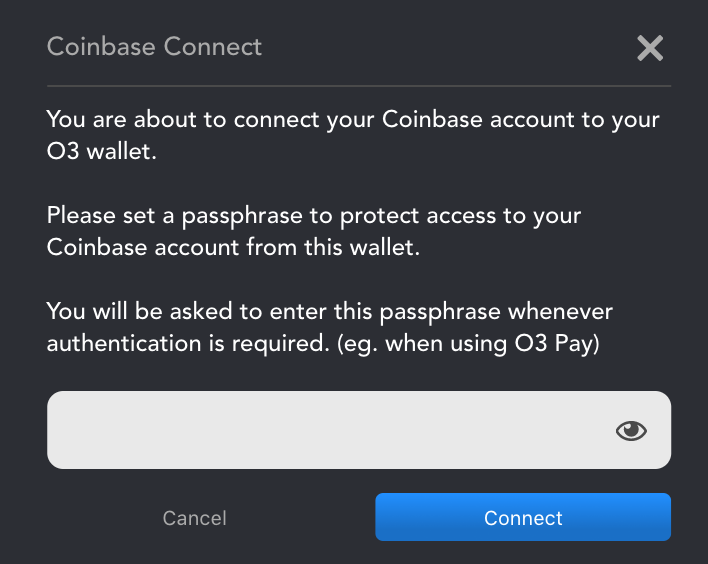 Coinbase Connect
You are about to connect your Coinbase account to your
O3 wallet.
Please set a passphrase to protect access to your
Coinbase account from this wallet.
You will be asked to enter this passphrase whenever
authentication is required. (eg. when using O3 Pay)
Cancel
Connect